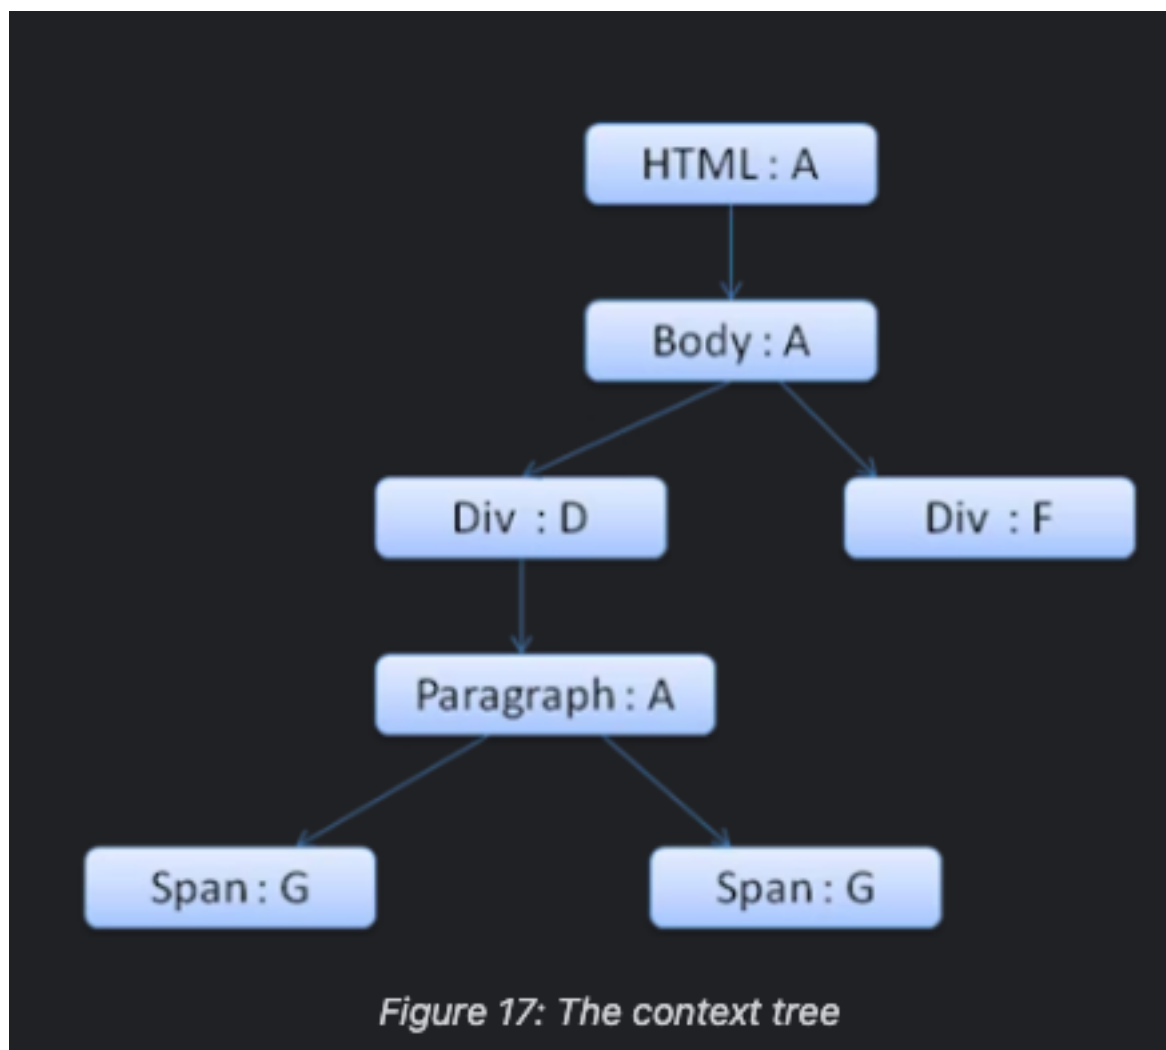 HTML : A
Body : A
Div : D
Div : F
Paragraph : A
Span : G
Span : G
Figure 17: The context tree